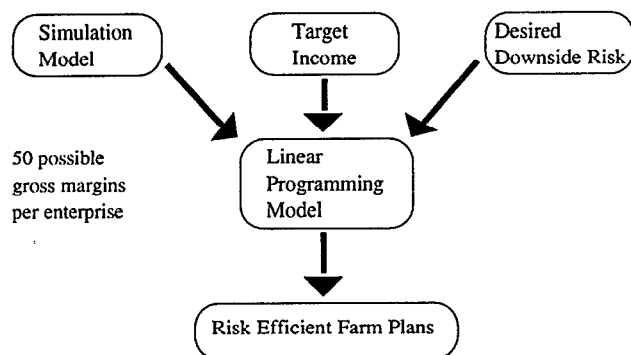 Simulation
Model
Target
Income
Desired
Downside Risk
50 possible
gross margins
per enterprise
Linear
Programming
Model
Risk Efficient Farm Plans